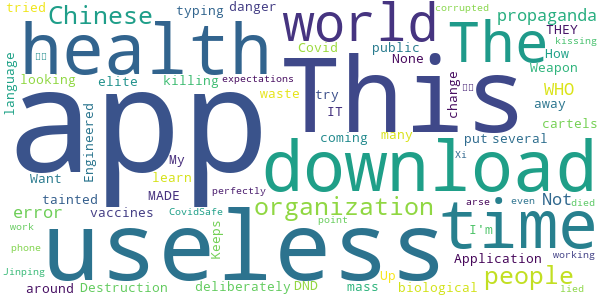 tried
Chinese
typing
danger
world
The
corrupted
propaganda
health
Covid
public
THEY
kissing
language
looking
elite
killing
expectations
None
How
Weapon
app
This
waste
try
change
WHO
away
Engineered
IT
cartels
My
learn
coming
many
download
put
several
Want
tainted
MADE
perfectly
Xi
Not
even
died
error
vaccines
CovidSafe
organization
point
time
arse
I'm
working
work
useless
Keeps
Application
phone
Jinping
Up
people
around
Destruction
deliberately
DND
mass
biological
lied